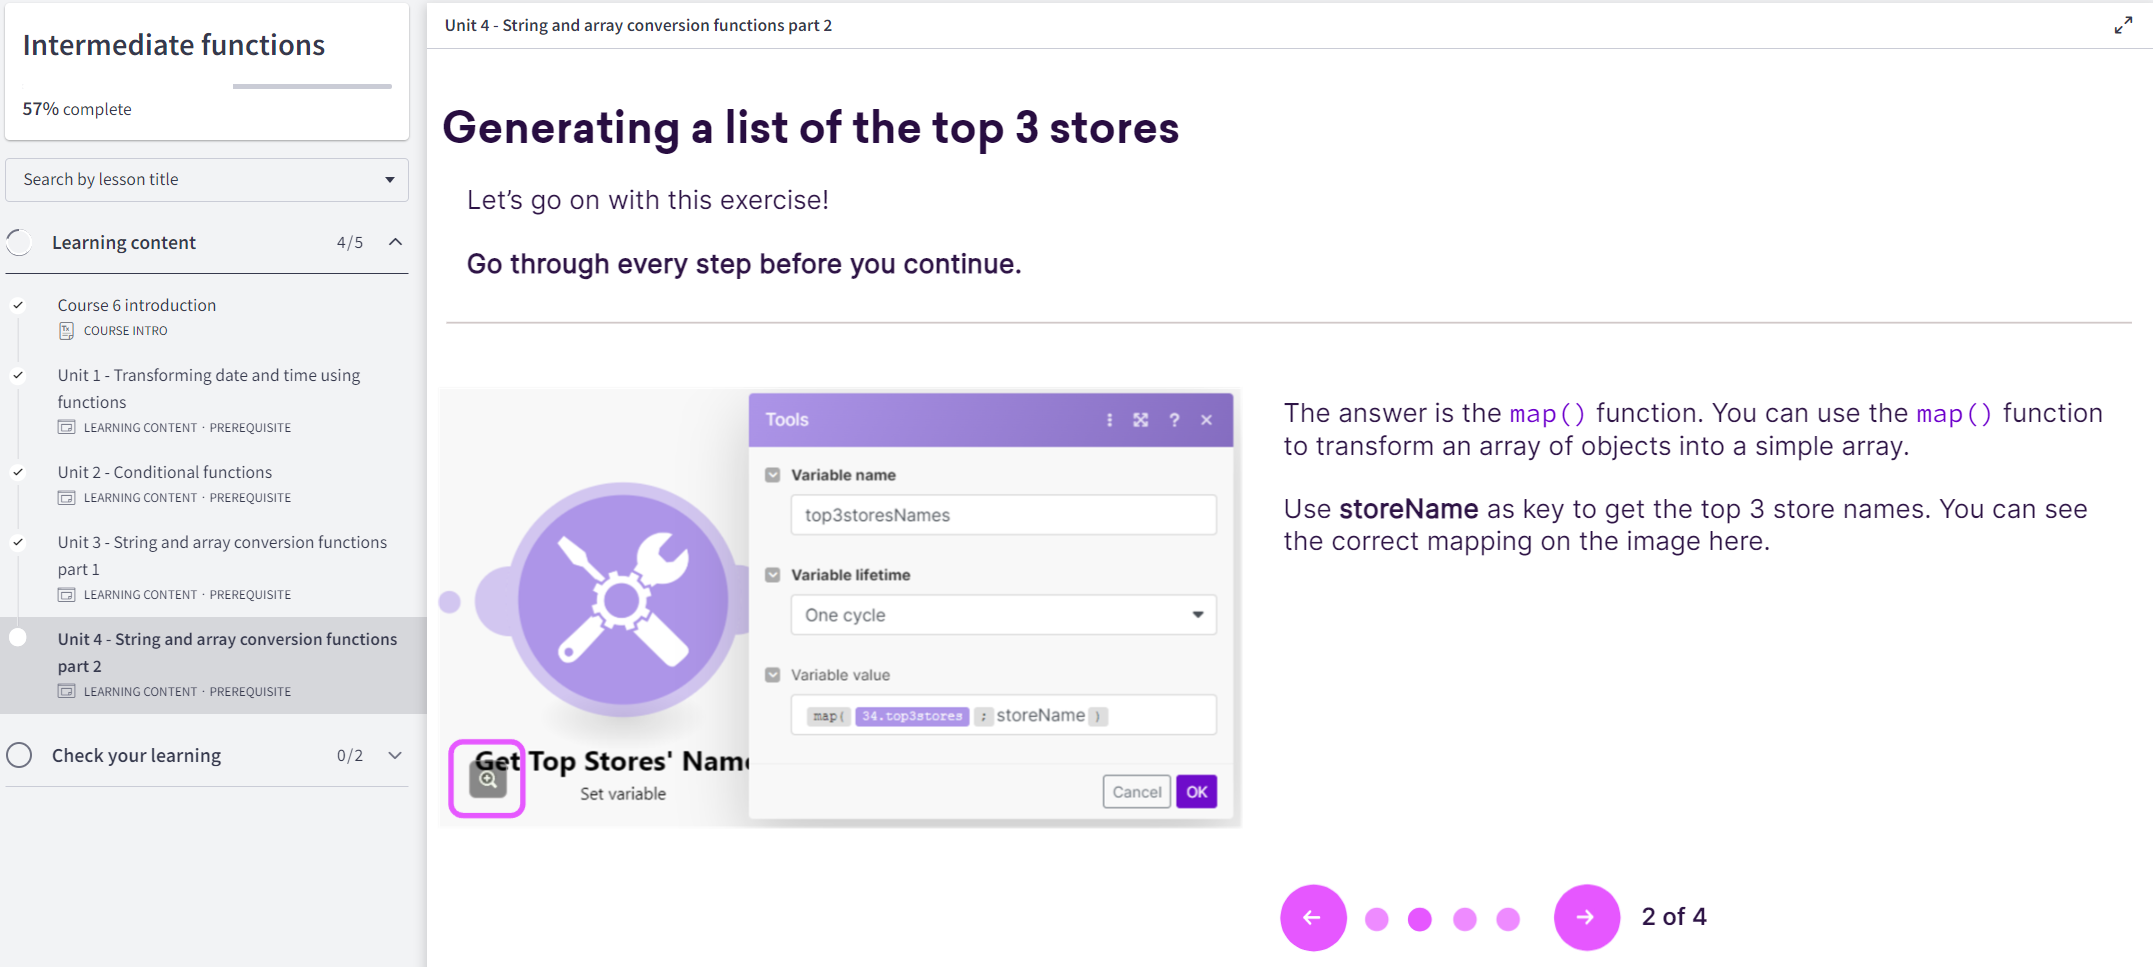 Intermediate functions
57% complete
Search by lesson title
Learning content 4/5
Course 6 introduction
COURSE INTRO
Unit 1 - Transforming date and time using
functions
LEARNING CONTENT · PREREQUISITE
Unit 2 - Conditional functions
LEARNING CONTENT · PREREQUISITE
Unit 3 - String and array conversion functions
part 1
LEARNING CONTENT · PREREQUISITE
Unit 4 - String and array conversion functions
part 2
LEARNING CONTENT · PREREQUISITE
Check your learning 0/2
Unit 4 - String and array conversion functions part 2
Generating a list of the top 3 stores
Let’s go on with this exercise!
Go through every step before you continue.
Tools
Variable name
top3storesNames
Variable lifetime
One cycle
Variable value
map( 34.top3stores ; storeName )
Cancel OK
Get Top Stores' Name
Set variable
The answer is the map() function. You can use the map() function
to transform an array of objects into a simple array.
Use storeName as key to get the top 3 store names. You can see
the correct mapping on the image here.
2 of 4